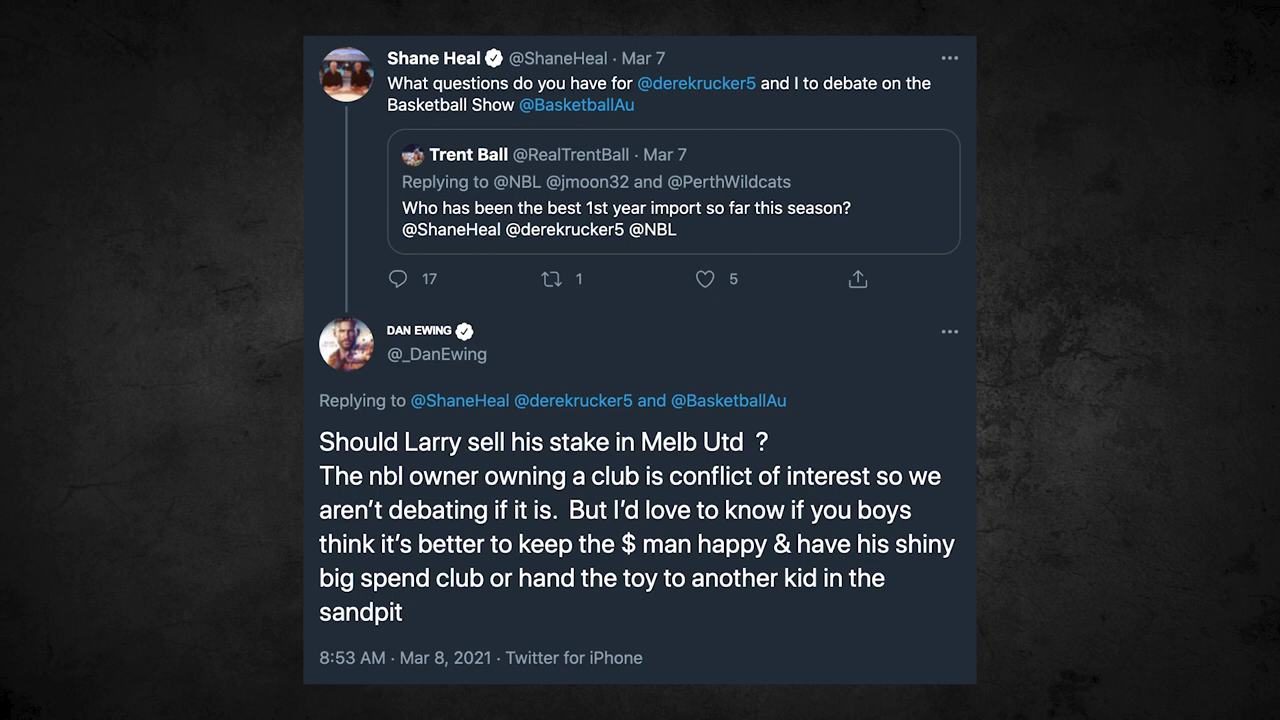 Shane Heal @ShaneHeal · Mar 7
What questions do you have for @derekrucker5 and I to debate on the
Basketball Show @BasketballAu
Trent Ball @RealTrentBall · Mar 7
Replying to @NBL @jmoon32 and @PerthWildcats
Who has been the best 1st year import so far this season?
@ShaneHeal @derekrucker5 @NBL
17 1 5
DAN EWING
@_DanEwing
Replying to @ShaneHeal @derekrucker5 and @BasketballAu
Should Larry sell his stake in Melb Utd  ?
The nbl owner owning a club is conflict of interest so we
aren’t debating if it is.  But I’d love to know if you boys
think it’s better to keep the $ man happy & have his shiny
big spend club or hand the toy to another kid in the
sandpit
8:53 AM · Mar 8, 2021 · Twitter for iPhone